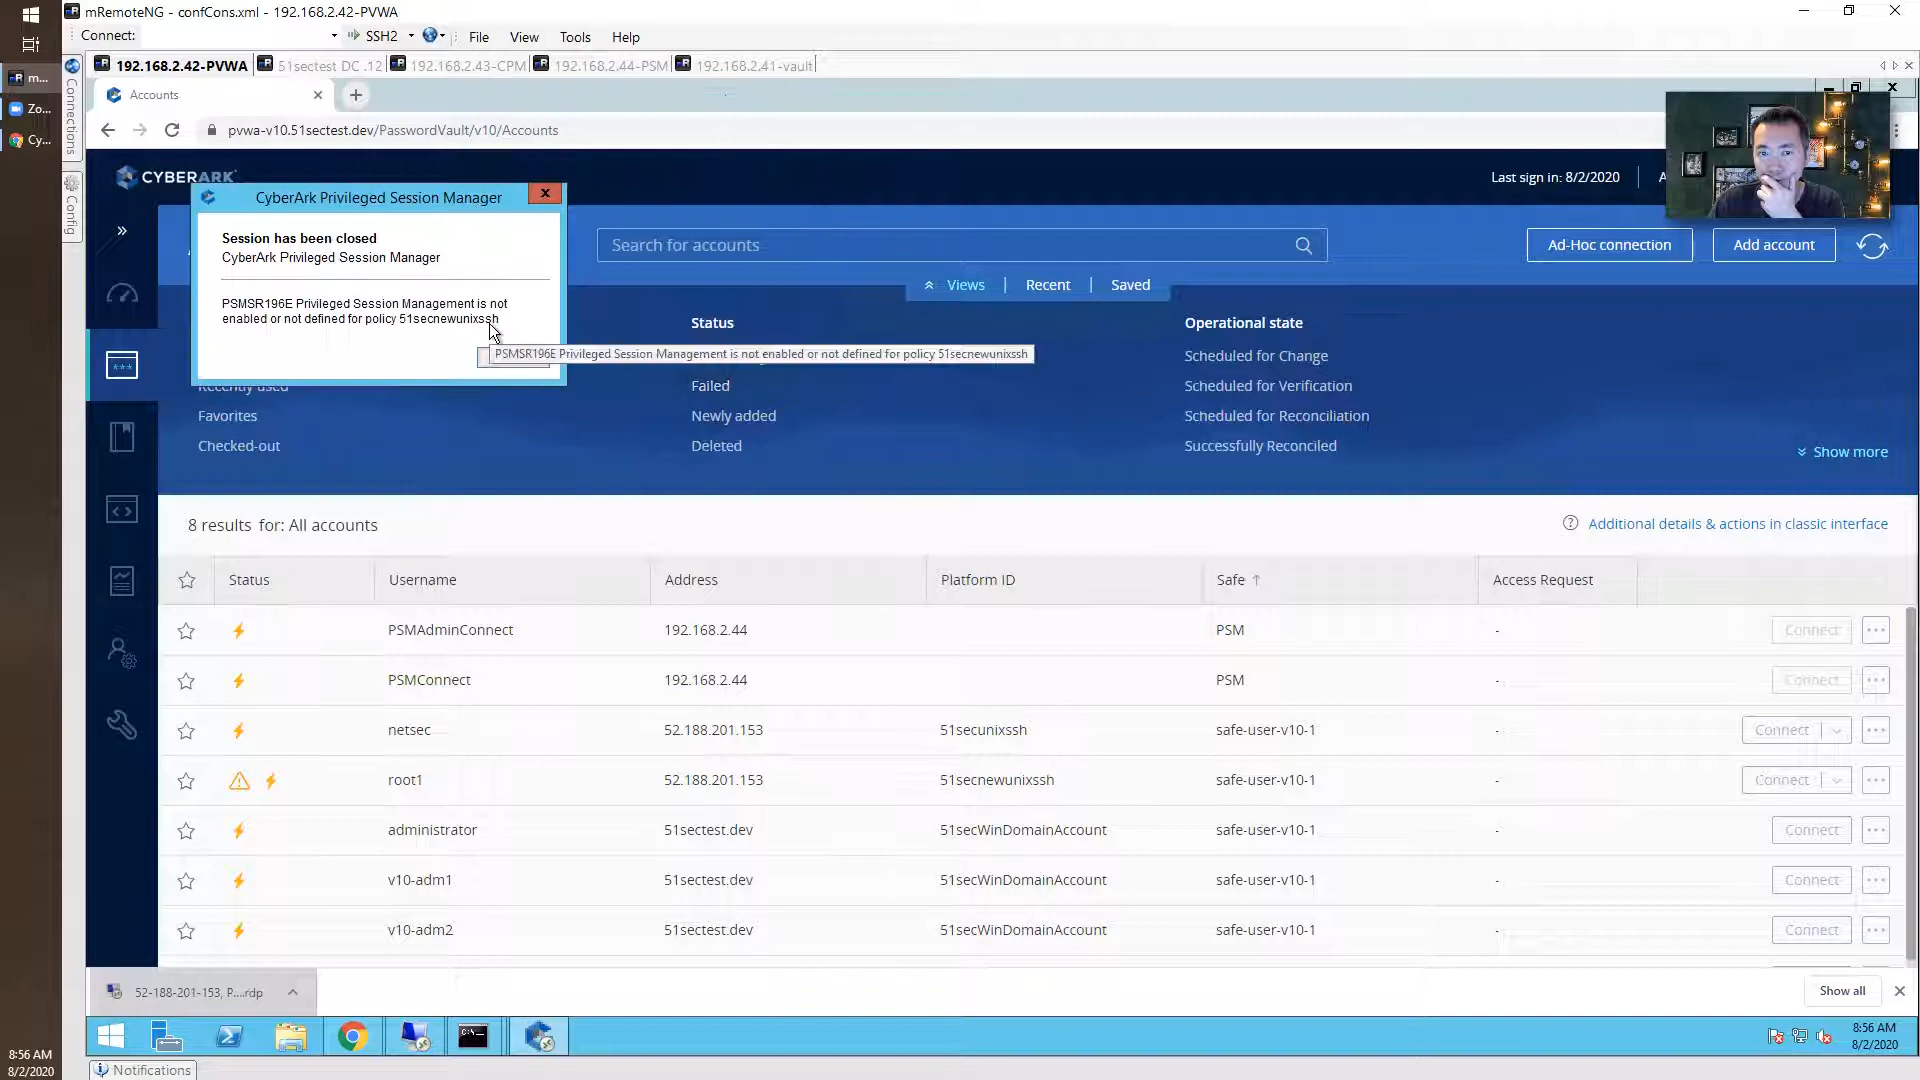 mRemoteNG - confCons.xml - 192.168.2.42-PVWA
Connect:
SSH2
File
View
Tools
Help
m...
Zo...
Cy...
Connections
Config
192.168.2.42-PVWA
51sectest DC .12
192.168.2.43-CPM
192.168.2.44-PSM
192.168.2.41-vault
Accounts
pvwa-v10.51sectest.dev/PasswordVault/v10/Accounts
CYBERARK
Last sign in: 8/2/2020
CyberArk Privileged Session Manager
Session has been closed
CyberArk Privileged Session Manager
PSMSR196E Privileged Session Management is not
enabled or not defined for policy 51secnewunixssh
PSMSR196E Privileged Session Management is not enabled or not defined for policy 51secnewunixssh
Search for accounts
Ad-Hoc connection
Add account
Views
Recent
Saved
Status
Operational state
Scheduled for Change
Recently used
Failed
Scheduled for Verification
Favorites
Newly added
Scheduled for Reconciliation
Checked-out
Deleted
Successfully Reconciled
Show more
8 results for: All accounts
Additional details & actions in classic interface
Status
Username
Address
Platform ID
Safe
Access Request
PSMAdminConnect
192.168.2.44
PSM
-
Connect
PSMConnect
192.168.2.44
PSM
-
Connect
netsec
52.188.201.153
51secunixssh
safe-user-v10-1
-
Connect
root1
52.188.201.153
51secnewunixssh
safe-user-v10-1
-
Connect
administrator
51sectest.dev
51secWinDomainAccount
safe-user-v10-1
-
Connect
v10-adm1
51sectest.dev
51secWinDomainAccount
safe-user-v10-1
-
Connect
v10-adm2
51sectest.dev
51secWinDomainAccount
safe-user-v10-1
-
Connect
52-188-201-153, P....rdp
Show all
8:56 AM
8/2/2020
8:56 AM
8/2/2020
Notifications